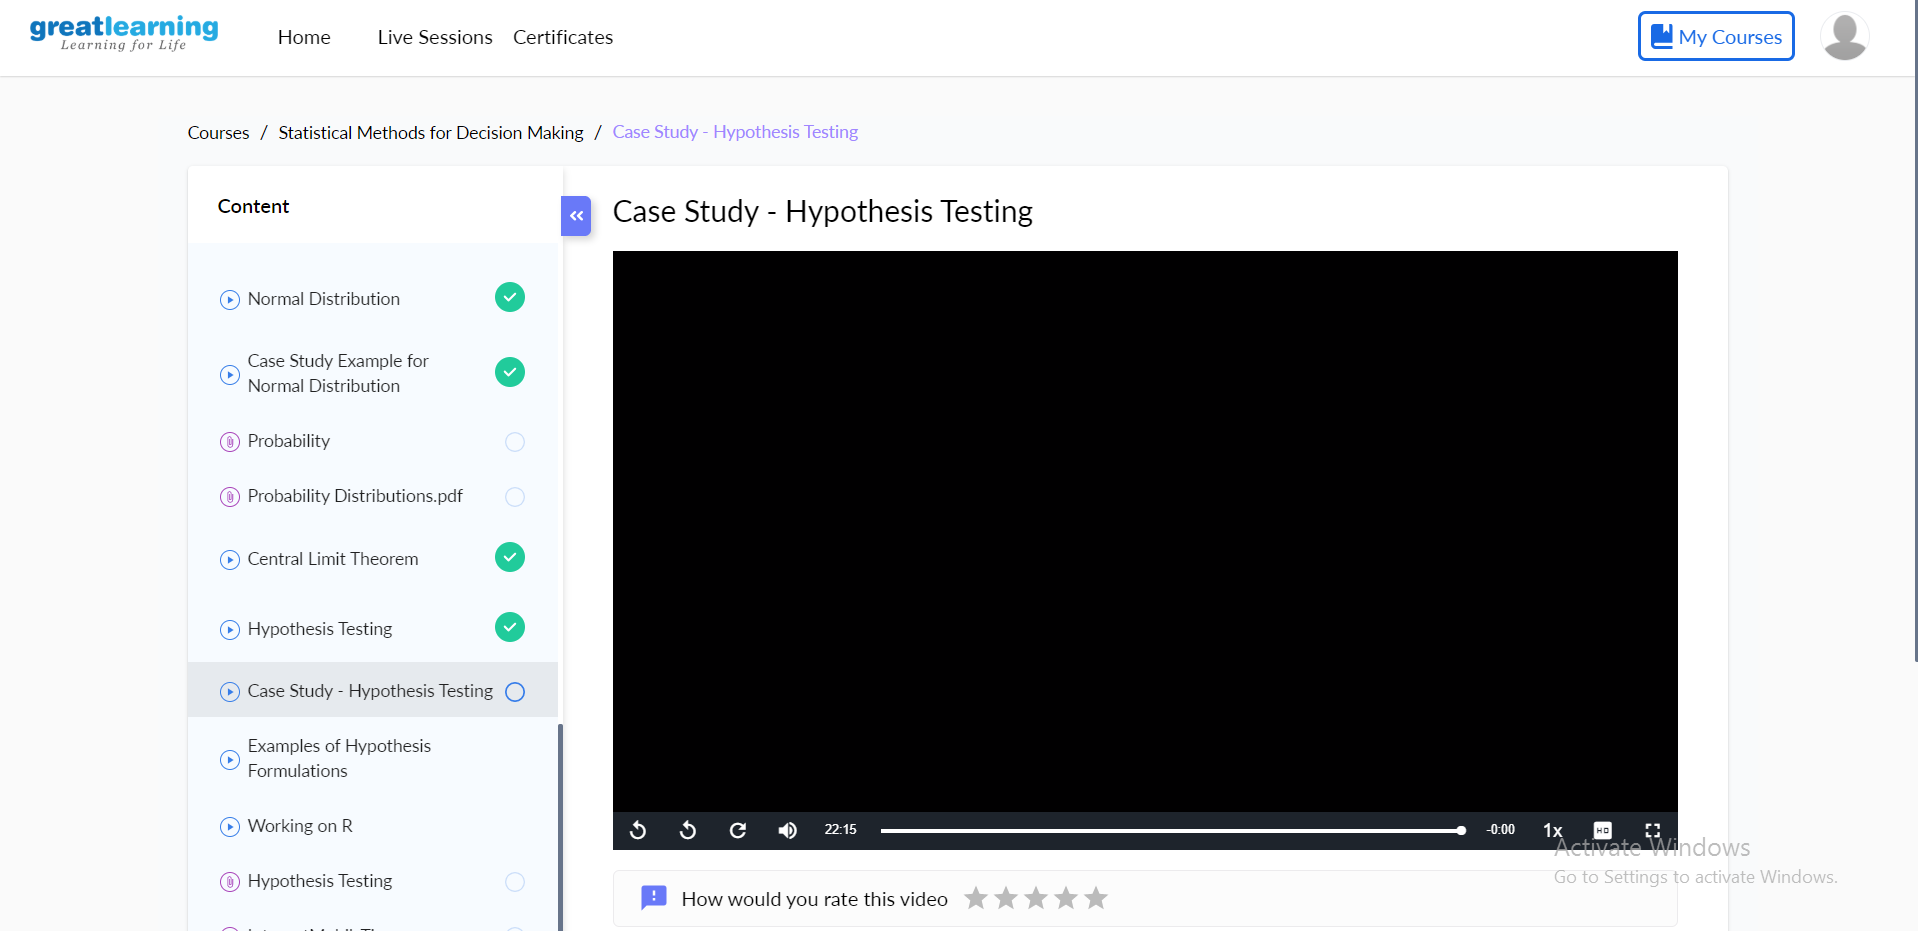 greatlearning
Learning for Life
Home
Live Sessions
Certificates
My Courses
Courses / Statistical Methods for Decision Making / Case Study - Hypothesis Testing
Content
Normal Distribution
Case Study Example for
Normal Distribution
Probability
Probability Distributions.pdf
Central Limit Theorem
Hypothesis Testing
Case Study - Hypothesis Testing
Examples of Hypothesis
Formulations
Working on R
Hypothesis Testing
Case Study - Hypothesis Testing
22:15
-0:00
1x
HD
How would you rate this video
Activate Windows
Go to Settings to activate Windows.